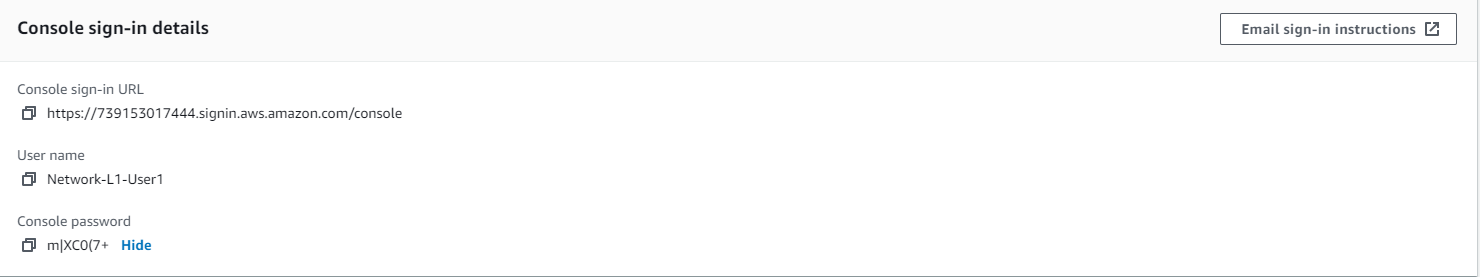 Console sign-in details
Email sign-in instructions
Console sign-in URL
https://739153017444.signin.aws.amazon.com/console
User name
Network-L1-User1
Console password
m|XC0(7+ Hide